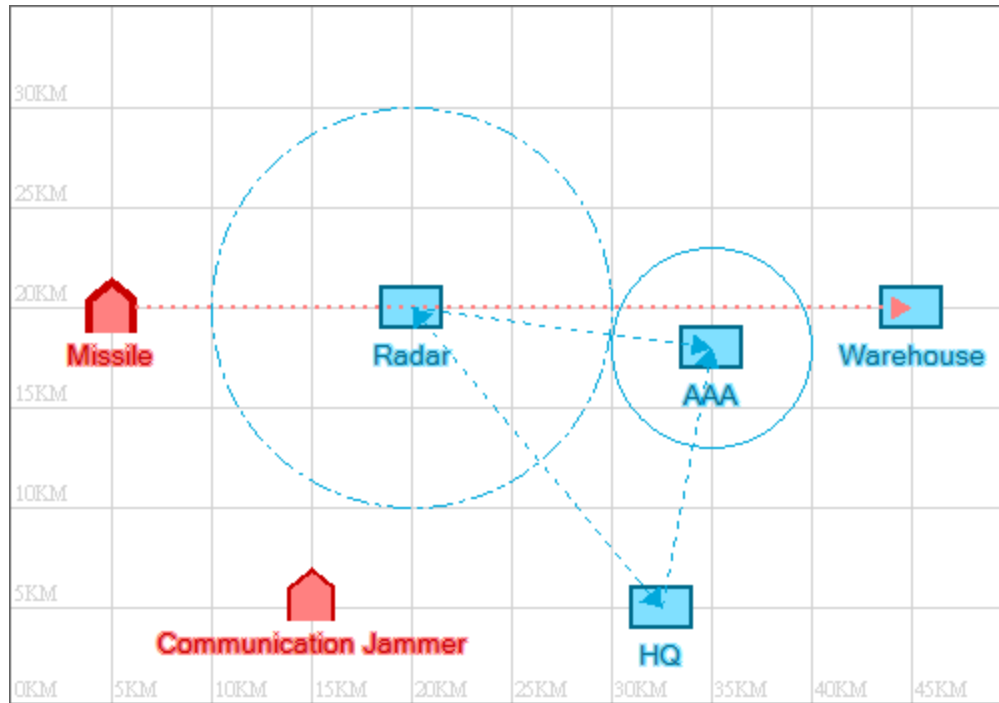 30KM
25KM
20KM
Missile
Radar
Warehouse
AAA
15KM
10KM
5KM
Communication Jammer
HQ
0KM 5KM 10KM 15KM 20KM 25KM 30KM 35KM 40KM 45KM